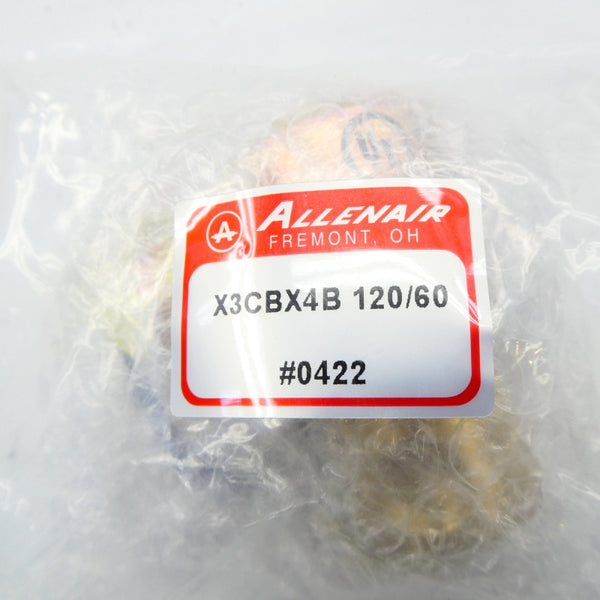 A ALLENAIR
FREMONT, OH
X3CBX4B 120/60
#0422